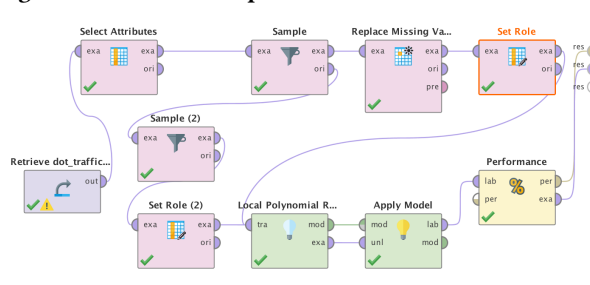 Select Attributes
Sample
Replace Missing Va...
Set Role
exa exa
ori
exa exa
ori
exa exa
ori
pre
exa exa
ori
res
res
res
Sample (2)
exa exa
ori
Retrieve dot_traffic...
out
Performance
lab per
per exa
Set Role (2)
Local Polynomial R...
Apply Model
exa exa
ori
tra mod
exa
mod lab
unl mod